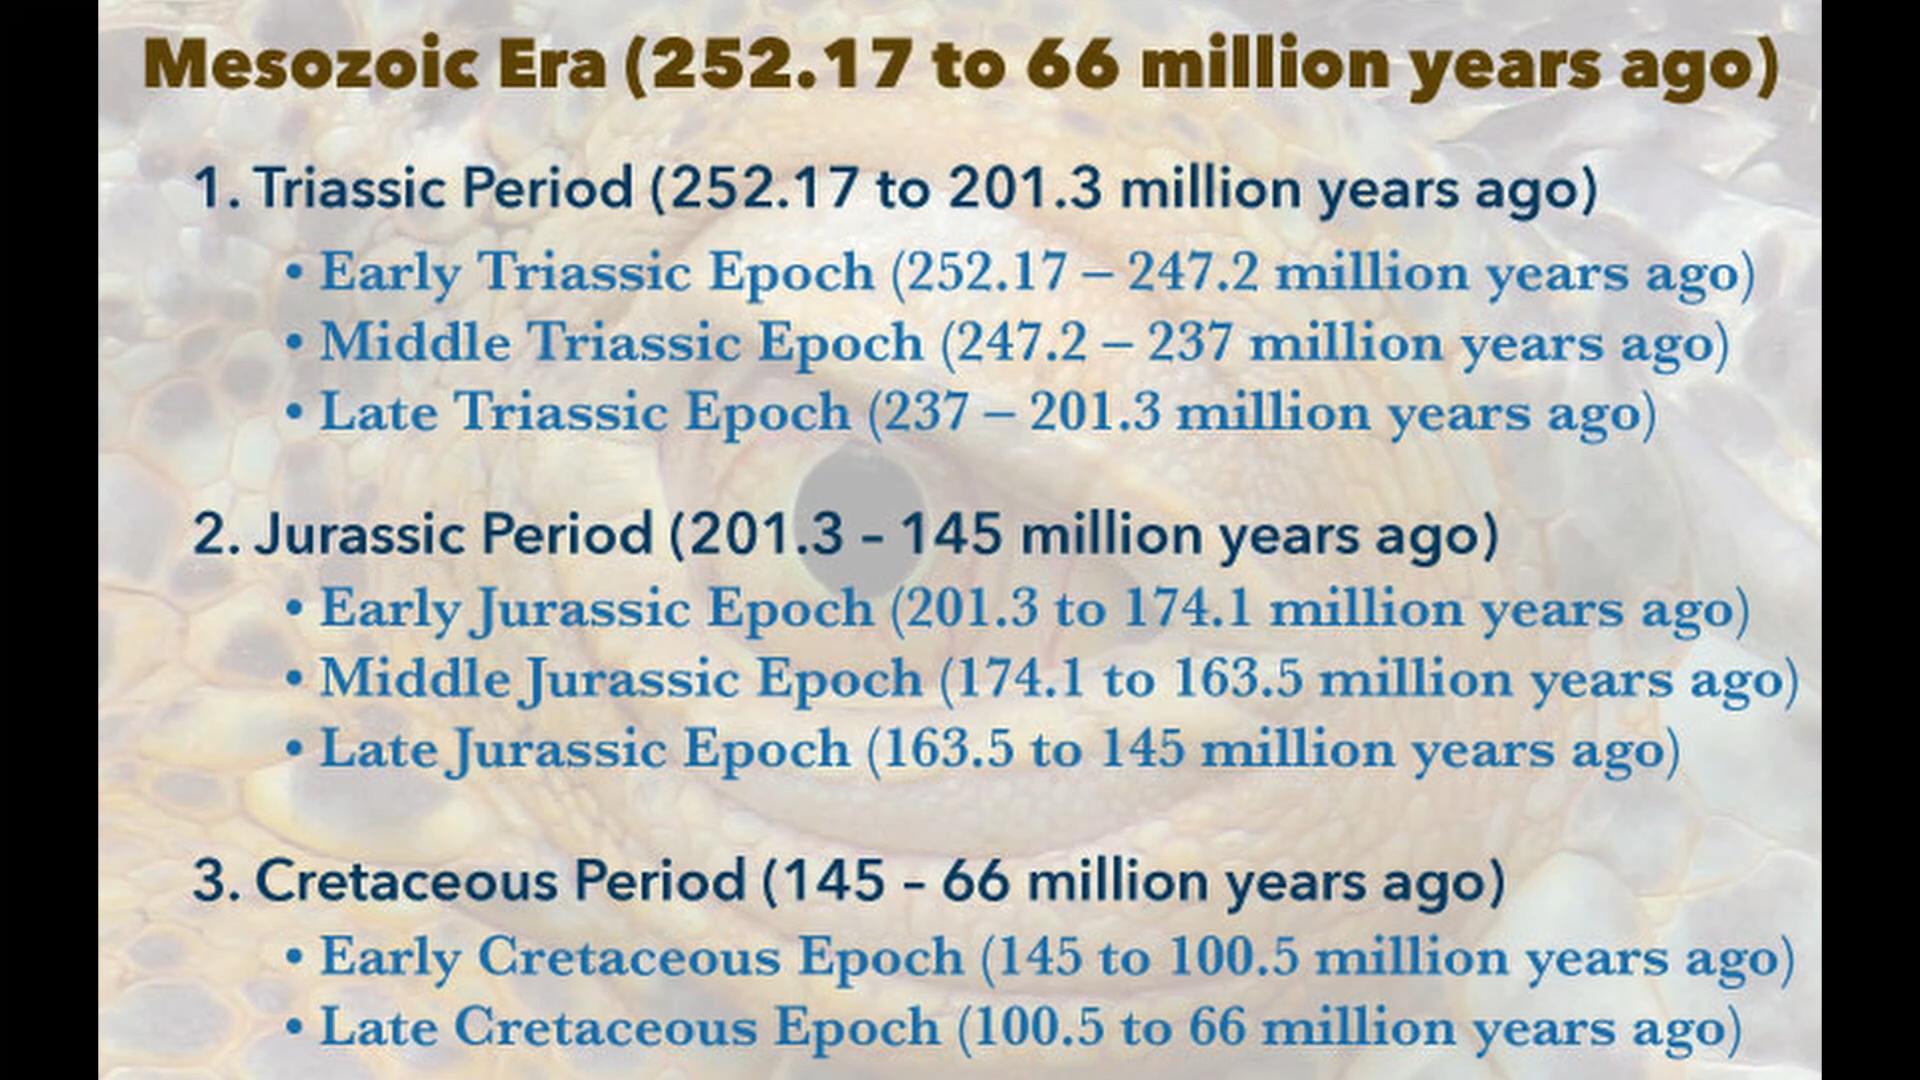 Mesozoic Era (252.17 to 66 million years ago)
1. Triassic Period (252.17 to 201.3 million years ago)
• Early Triassic Epoch (252.17 – 247.2 million years ago)
• Middle Triassic Epoch (247.2 – 237 million years ago)
• Late Triassic Epoch (237 – 201.3 million years ago)
2. Jurassic Period (201.3 – 145 million years ago)
• Early Jurassic Epoch (201.3 to 174.1 million years ago)
• Middle Jurassic Epoch (174.1 to 163.5 million years ago)
• Late Jurassic Epoch (163.5 to 145 million years ago)
3. Cretaceous Period (145 – 66 million years ago)
• Early Cretaceous Epoch (145 to 100.5 million years ago)
• Late Cretaceous Epoch (100.5 to 66 million years ago)